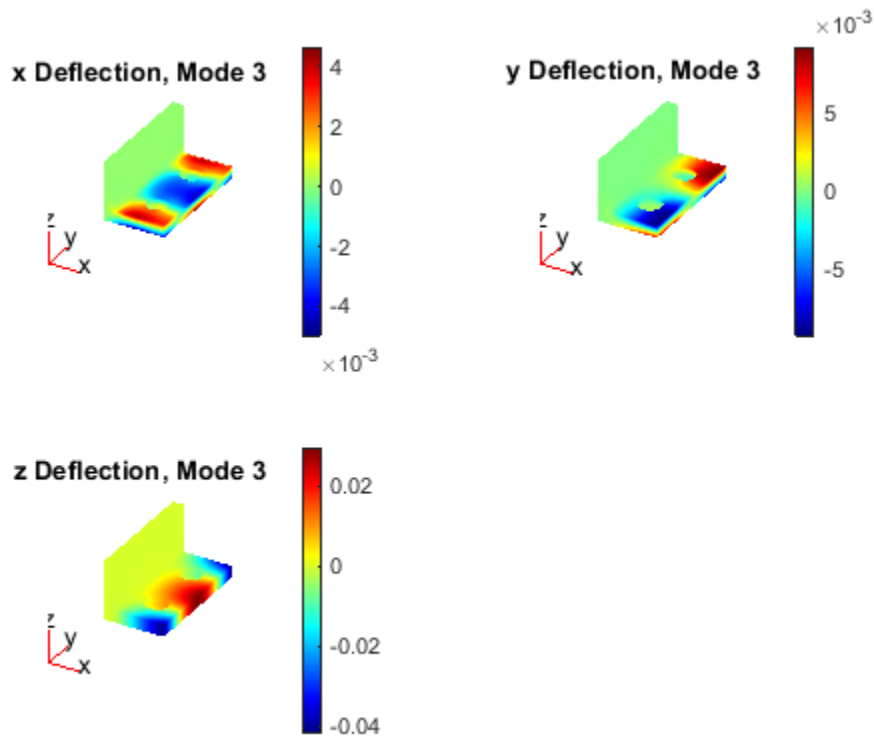 x Deflection, Mode 3
4
2
0
-2
-4
×10-3
z
y
x
y Deflection, Mode 3
×10-3
5
0
-5
z
y
x
z Deflection, Mode 3
0.02
0
-0.02
-0.04
z
y
x